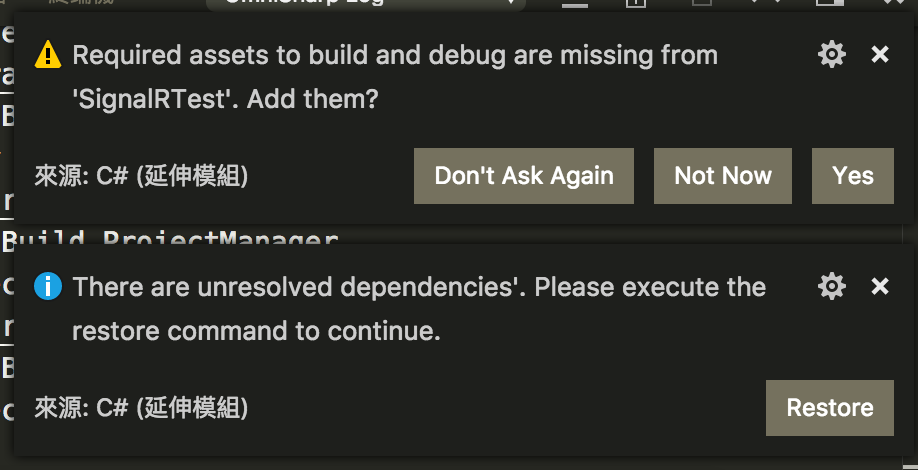 Required assets to build and debug are missing from
'SignalRTest'. Add them?
來源: C# (延伸模組)
Don't Ask Again
Not Now
Yes
Build.ProjectManager
There are unresolved dependencies'. Please execute the
restore command to continue.
來源: C# (延伸模組)
Restore